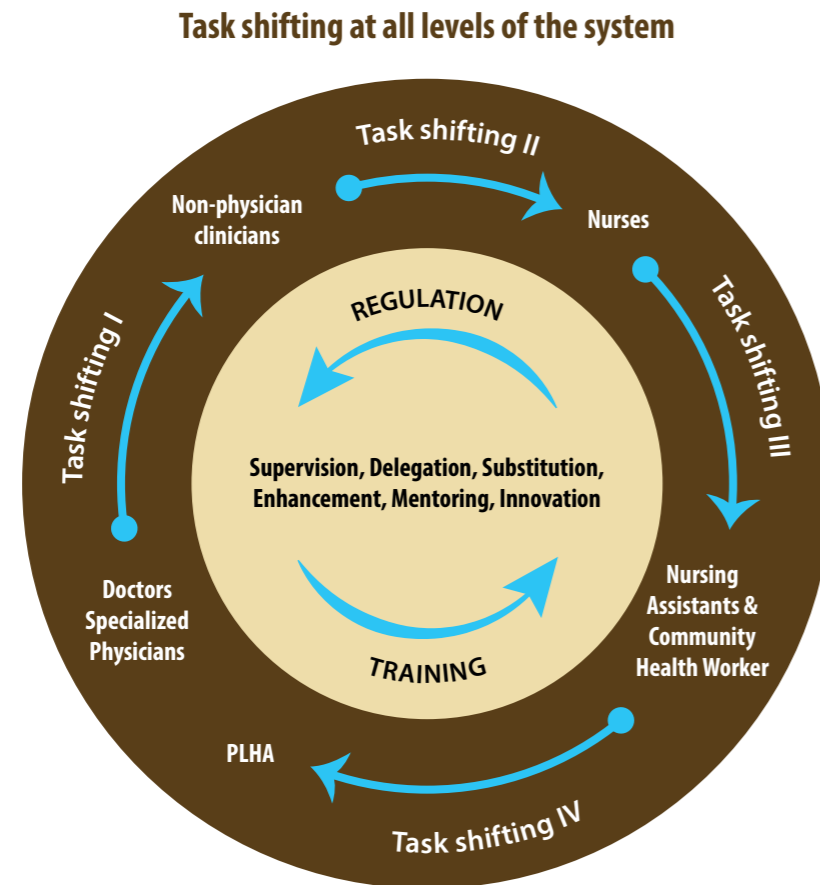 Task shifting at all levels of the system
Task shifting I
Non-physician
clinicians
Task shifting II
Nurses
Task shifting III
Nursing
Assistants &
Community
Health Worker
Task shifting IV
PLHA
Doctors
Specialized
Physicians
REGULATION
Supervision, Delegation, Substitution,
Enhancement, Mentoring, Innovation
TRAINING